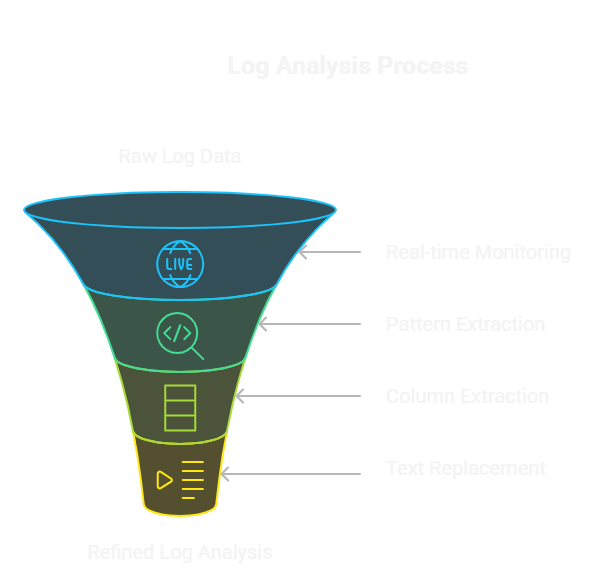 Log Analysis Process
Raw Log Data
LIVE
Real-time Monitoring
Pattern Extraction
Column Extraction
Text Replacement
Refined Log Analysis